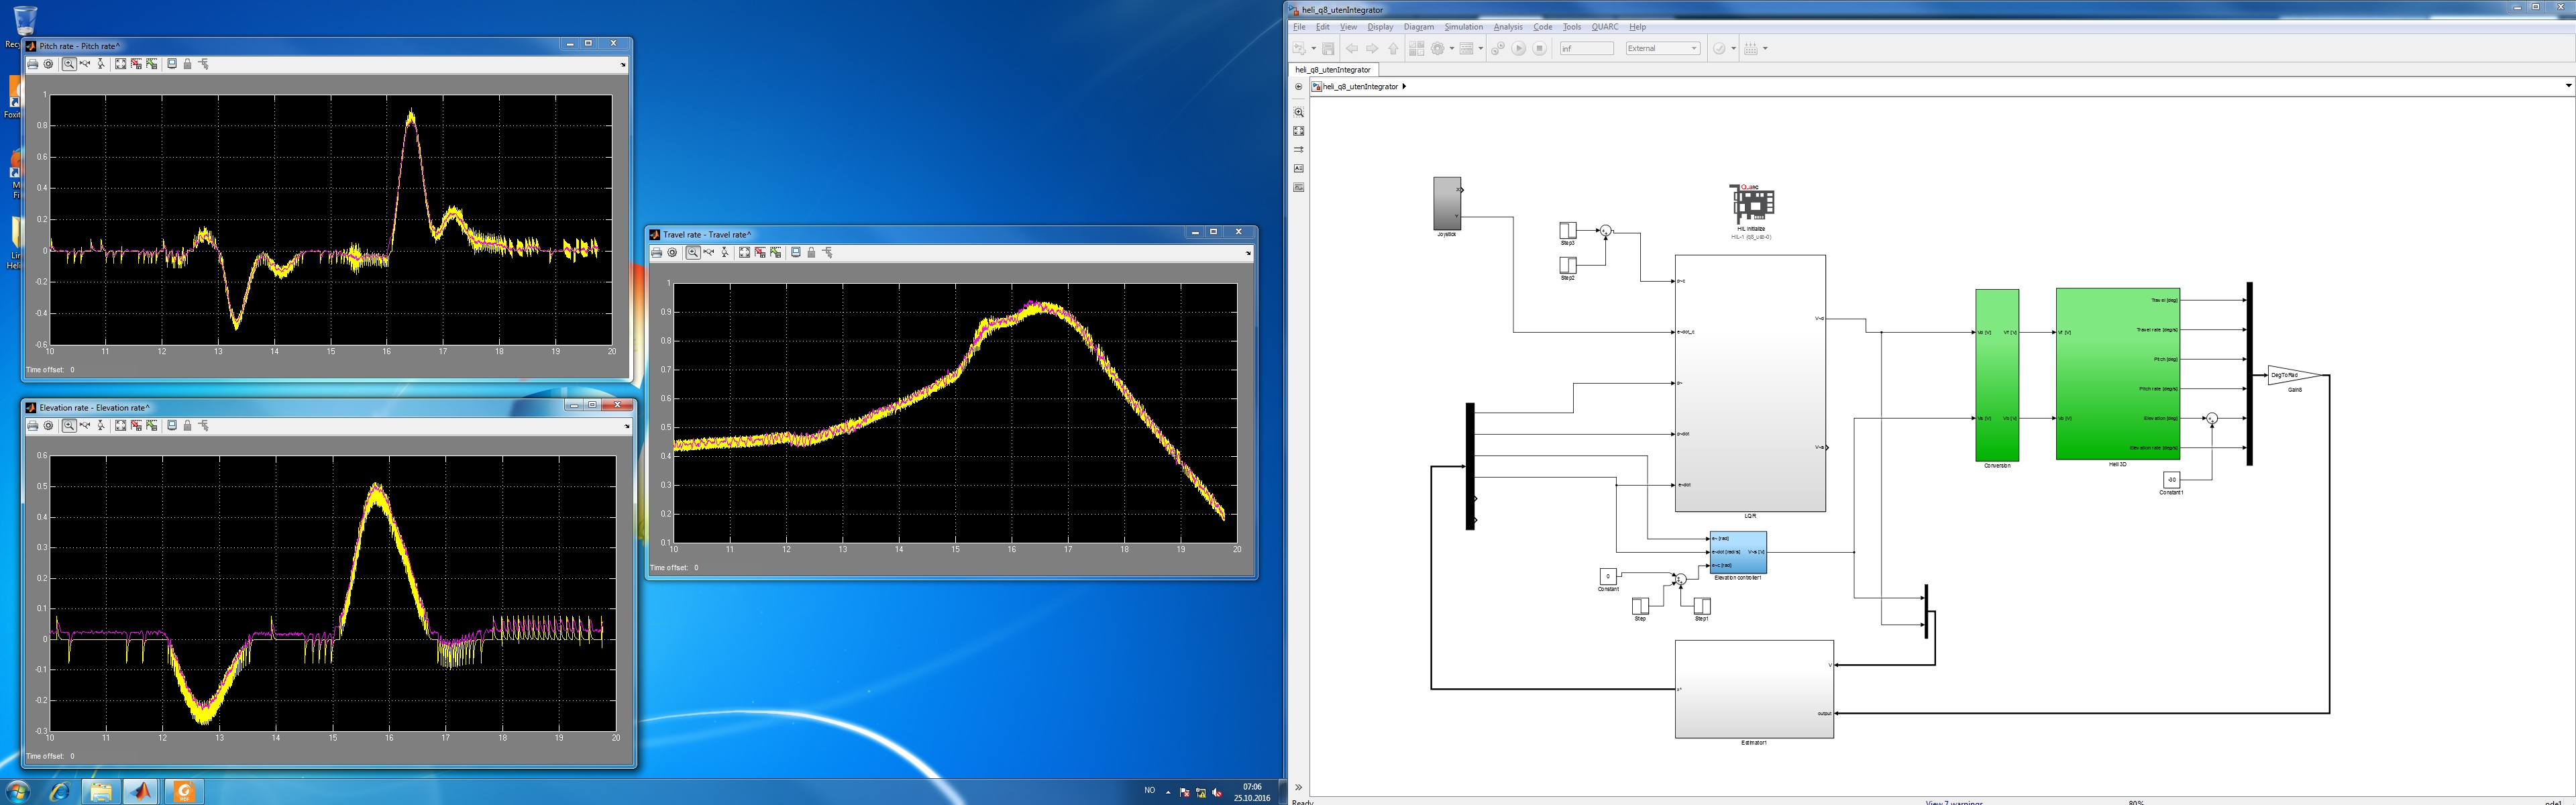 Pitch rate - Pitch rate^
1
0.8
0.6
0.4
0.2
0
-0.2
-0.4
-0.6
10 11 12 13 14 15 16 17 18 19 20
Time offset: 0
Elevation rate - Elevation rate^
0.6
0.5
0.4
0.3
0.2
0.1
0
-0.1
-0.2
-0.3
10 11 12 13 14 15 16 17 18 19 20
Time offset: 0
Travel rate - Travel rate^
1
0.9
0.8
0.7
0.6
0.5
0.4
0.3
0.2
0.1
10 11 12 13 14 15 16 17 18 19 20
Time offset: 0
NO
07:06
25.10.2016
heli_q8_utenIntegrator
File Edit View Display Diagram Simulation Analysis Code Tools QUARC Help
inf
External
heli_q8_utenIntegrator
heli_q8_utenIntegrator
Joystick
Step3
Step2
Quarc
HIL Initialize
HIL-1 (q8_usb-0)
LQR
Conversion
Vf [V]
Travel [deg]
Travel rate [deg/s]
Pitch [deg]
Pitch rate [deg/s]
Elevation [deg]
Elevation rate [deg/s]
Heli 3D
-30
Constant1
DegToRad
Gain5
0
Constant
Step
Step1
e~ [rad]
e~dot [rad/s]
e~c [rad]
V~s [V]
Elevation controller1
V
output
Estimator1
Ready
View 7 warnings
80%
ode1